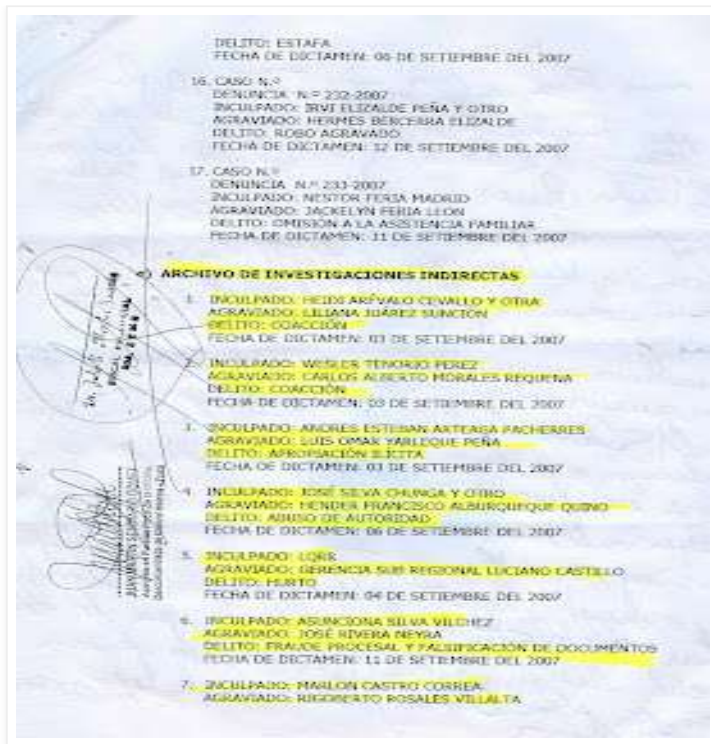 DELITO: ESTAFA
FECHA DE DICTAMEN: 06 DE SETIEMBRE DEL 2007
16. CASO N.º
DENUNCIA N.º 232-2007
INCULPADO: IRVI ELIZALDE PEÑA Y OTRO
AGRAVIADO: HERMES BERCERRA ELIZALDE
DELITO: ROBO AGRAVADO
FECHA DE DICTAMEN: 12 DE SETIEMBRE DEL 2007
17. CASO N.º
DENUNCIA N.º 233-2007
INCULPADO: NESTOR FERIA MADRID
AGRAVIADO: JACKELYN FERIA LEON
DELITO: OMISIÓN A LA ASISTENCIA FAMILIAR
FECHA DE DICTAMEN: 11 DE SETIEMBRE DEL 2007
ARCHIVO DE INVESTIGACIONES INDIRECTAS
1. INCULPADO: HEIDI ARÉVALO CEVALLO Y OTRA
AGRAVIADO: LILIANA JUÁREZ SUNCION
DELITO: COACCIÓN
FECHA DE DICTAMEN: 03 DE SETIEMBRE DEL 2007
2. INCULPADO: WESLER TENORIO PEREZ
AGRAVIADO: CARLOS ALBERTO MORALES REQUENA
DELITO: COACCIÓN
FECHA DE DICTAMEN: 03 DE SETIEMBRE DEL 2007
3. INCULPADO: ANDRES ESTEBAN ARTEAGA PACHERRES
AGRAVIADO: LUIS OMAR YARLEQUE PEÑA
DELITO: APROPIACIÓN ILÍCITA
FECHA DE DICTAMEN: 03 DE SETIEMBRE DEL 2007
4. INCULPADO: JOSÉ SILVA CHUNGA Y OTRO
AGRAVIADO: HENDER FRANCISCO ALBURQUEQUE QUINO
DELITO: ABUSO DE AUTORIDAD
FECHA DE DICTAMEN: 06 DE SETIEMBRE DEL 2007
5. INCULPADO: LQRR
AGRAVIADO: GERENCIA SUB REGIONAL LUCIANO CASTILLO
DELITO: HURTO
FECHA DE DICTAMEN: 04 DE SETIEMBRE DEL 2007
6. INCULPADO: ASUNCIONA SILVA VILCHEZ
AGRAVIADO: JOSÉ RIVERA NEYRA
DELITO: FRAUDE PROCESAL Y FALSIFICACIÓN DE DOCUMENTOS
FECHA DE DICTAMEN: 11 DE SETIEMBRE DEL 2007
7. INCULPADO: MARLON CASTRO CORREA
AGRAVIADO: RIGOBERTO ROSALES VILLALTA